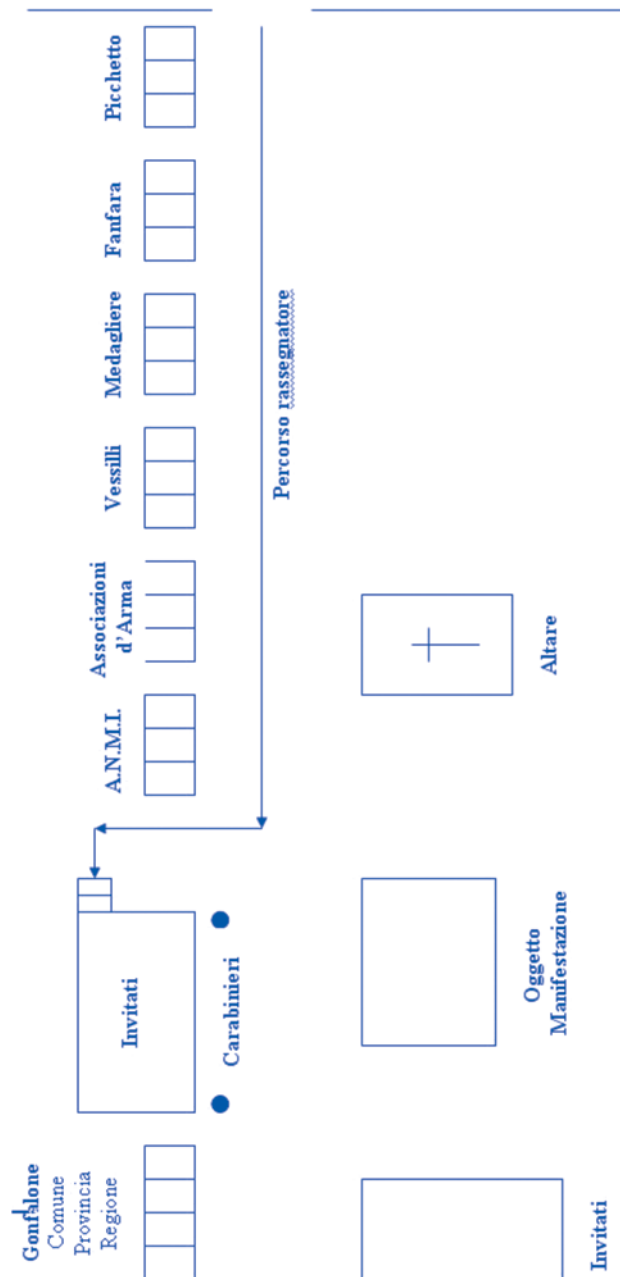 Picchetto
Fanfara
Medagliere
Vessilli
Associazioni
d'Arma
A.N.M.I.
Percorso rassegnatore
Altare
Invitati
Carabinieri
Oggetto
Manifestazione
Gonfalone
Comune
Provincia
Regione
Invitati